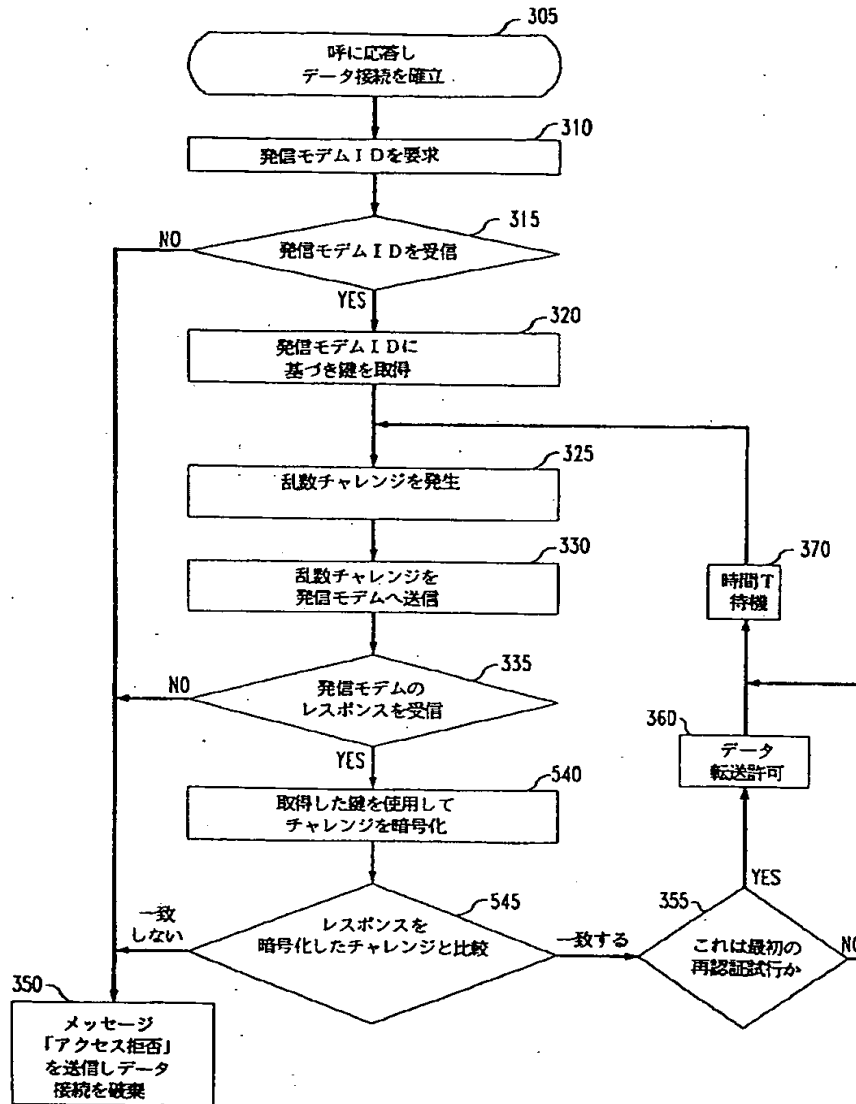 305
呼に応答し
データ接続を確立
310
発信モデムＩＤを要求
315
NO
発信モデムＩＤを受信
YES
320
発信モデムＩＤに
基づき鍵を取得
325
乱数チャレンジを発生
330
乱数チャレンジを
発信モデムへ送信
370
時間T
待機
335
NO
発信モデムの
レスポンスを受信
YES
360
データ
転送許可
540
取得した鍵を使用して
チャレンジを暗号化
545
一致
しない
レスポンスを
暗号化したチャレンジと比較
一致する
355
YES
これは最初の
再認証試行か
NO
350
メッセージ
「アクセス拒否」
を送信しデータ
接続を破棄